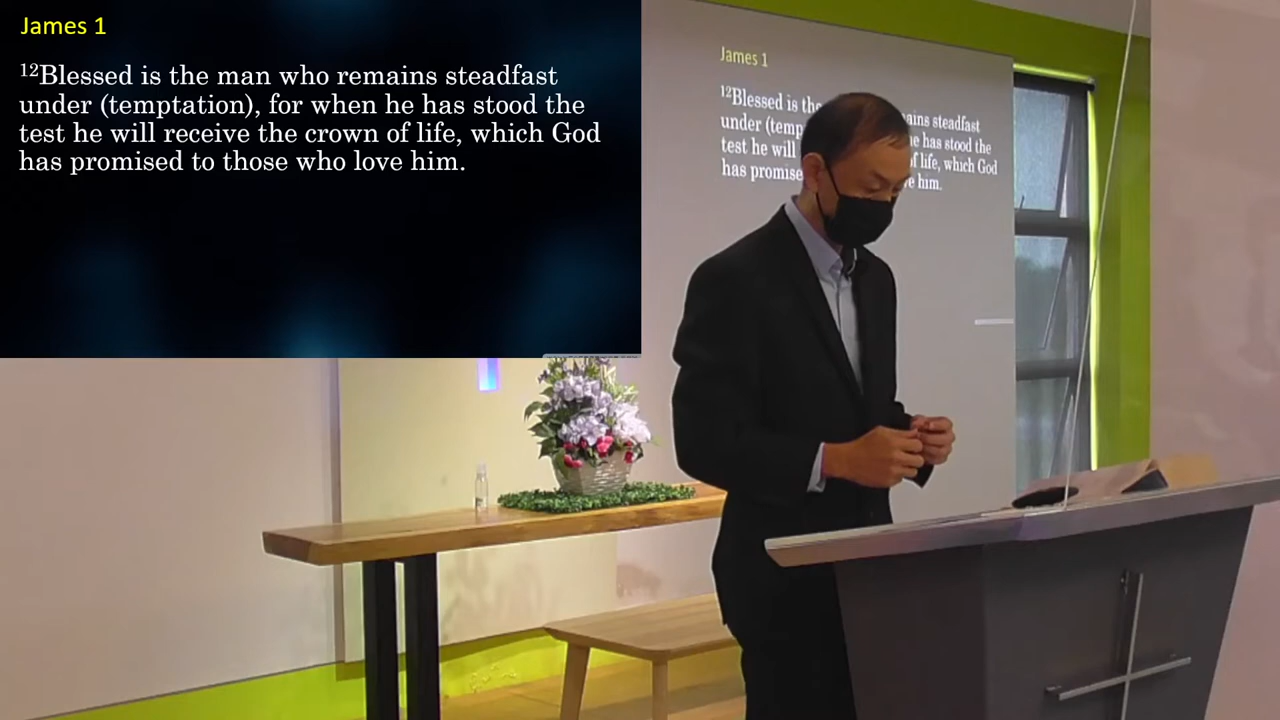 James 1
¹²Blessed is the man who remains steadfast
under (temptation), for when he has stood the
test he will receive the crown of life, which God
has promised to those who love him.
James 1
¹²Blessed is the ains steadfast
under (temp e has stood the
test he will of life, which God
has promise e him.